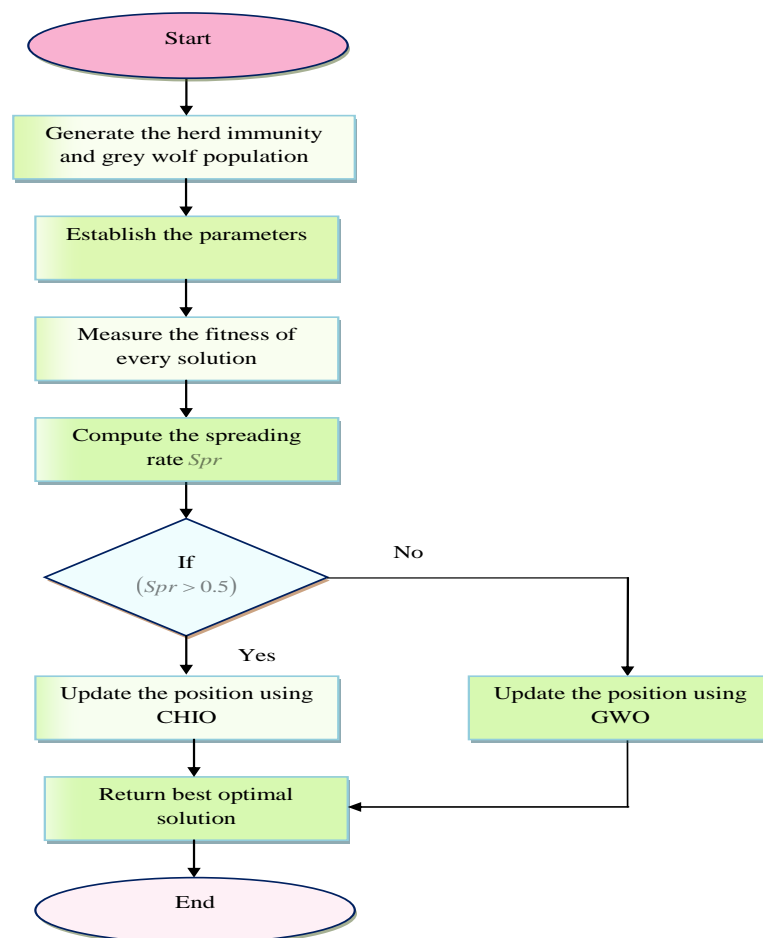 Start
Generate the herd immunity
and grey wolf population
Establish the parameters
Measure the fitness of
every solution
Compute the spreading
rate Spr
If
(Spr > 0.5)
No
Yes
Update the position using
CHIO
Update the position using
GWO
Return best optimal
solution
End